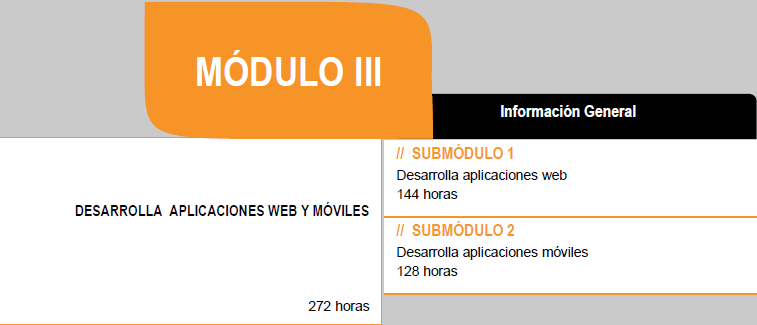 MÓDULO III
Información General
DESARROLLA APLICACIONES WEB Y MÓVILES
272 horas
// SUBMÓDULO 1
Desarrolla aplicaciones web
144 horas
// SUBMÓDULO 2
Desarrolla aplicaciones móviles
128 horas